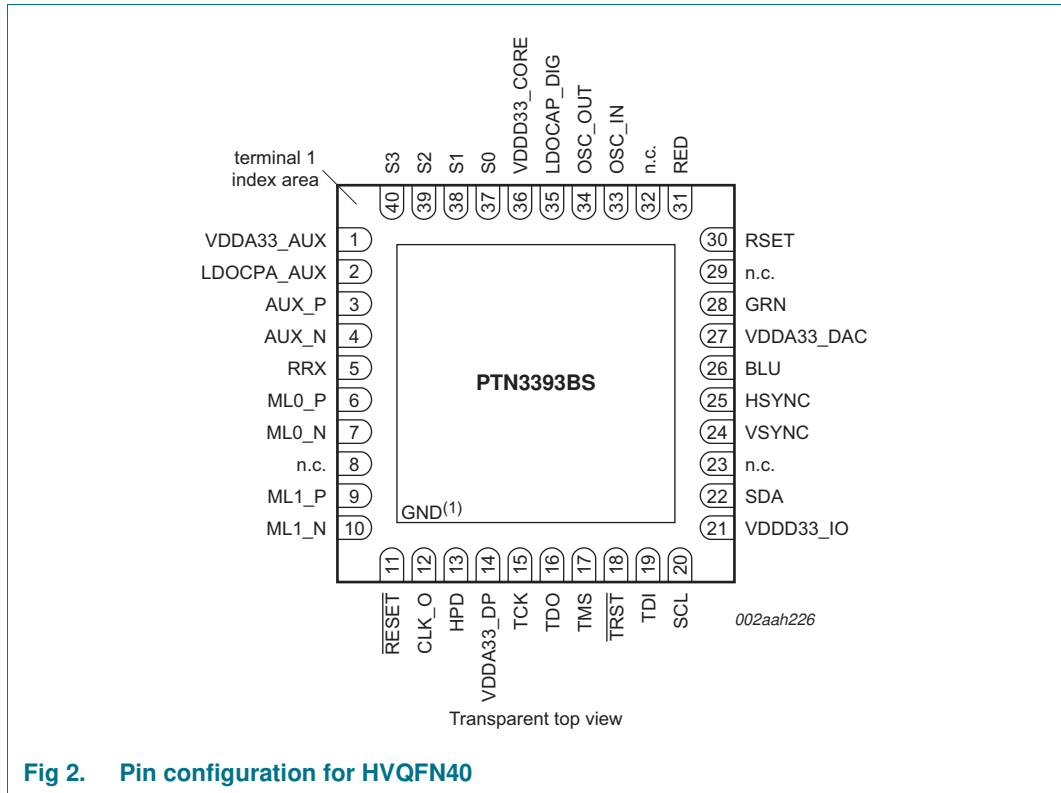 S3
S2
S1
S0
VDDD33_CORE
LDOCAP_DIG
OSC_OUT
OSC_IN
n.c.
RED
terminal 1
index area
40
39
38
37
36
35
34
33
32
31
VDDA33_AUX 1
LDOCPA_AUX 2
AUX_P 3
AUX_N 4
RRX 5
ML0_P 6
ML0_N 7
n.c. 8
ML1_P 9
ML1_N 10
PTN3393BS
GND(1)
30 RSET
29 n.c.
28 GRN
27 VDDA33_DAC
26 BLU
25 HSYNC
24 VSYNC
23 n.c.
22 SDA
21 VDDD33_IO
11
12
13
14
15
16
17
18
19
20
RESET
CLK_O
HPD
VDDA33_DP
TCK
TDO
TMS
TRST
TDI
SCL
002aah226
Transparent top view
Fig 2. Pin configuration for HVQFN40